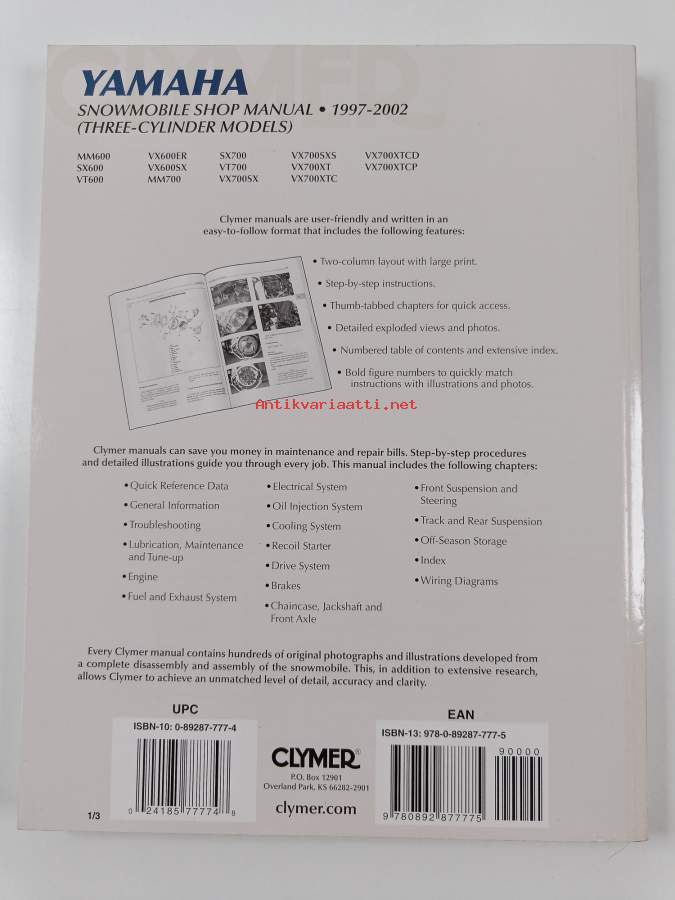 CLYMER
YAMAHA
SNOWMOBILE SHOP MANUAL • 1997-2002
(THREE-CYLINDER MODELS)
MM600 VX600ER SX700 VX700SXS VX700XTCD
SX600 VX600SX VT700 VX700XT VX700XTCP
VT600 MM700 VX700SX VX700XTC
Clymer manuals are user-friendly and written in an
easy-to-follow format that includes the following features:
• Two-column layout with large print.
• Step-by-step instructions.
• Thumb-tabbed chapters for quick access.
• Detailed exploded views and photos.
• Numbered table of contents and extensive index.
• Bold figure numbers to quickly match
instructions with illustrations and photos.
Antikvariaatti.net
Clymer manuals can save you money in maintenance and repair bills. Step-by-step procedures
and detailed illustrations guide you through every job. This manual includes the following chapters:
• Quick Reference Data
• General Information
• Troubleshooting
• Lubrication, Maintenance
and Tune-up
• Engine
• Fuel and Exhaust System
• Electrical System
• Oil Injection System
• Cooling System
• Recoil Starter
• Drive System
• Brakes
• Chaincase, Jackshaft and
Front Axle
• Front Suspension and
Steering
• Track and Rear Suspension
• Off-Season Storage
• Index
• Wiring Diagrams
Every Clymer manual contains hundreds of original photographs and illustrations developed from
a complete disassembly and assembly of the snowmobile. This, in addition to extensive research,
allows Clymer to achieve an unmatched level of detail, accuracy and clarity.
UPC
ISBN-10: 0-89287-777-4
0 24185 77774 8
1/3
CLYMER®
P.O. Box 12901
Overland Park, KS 66282-2901
clymer.com
EAN
ISBN-13: 978-0-89287-777-5
90000
9 780892 877775